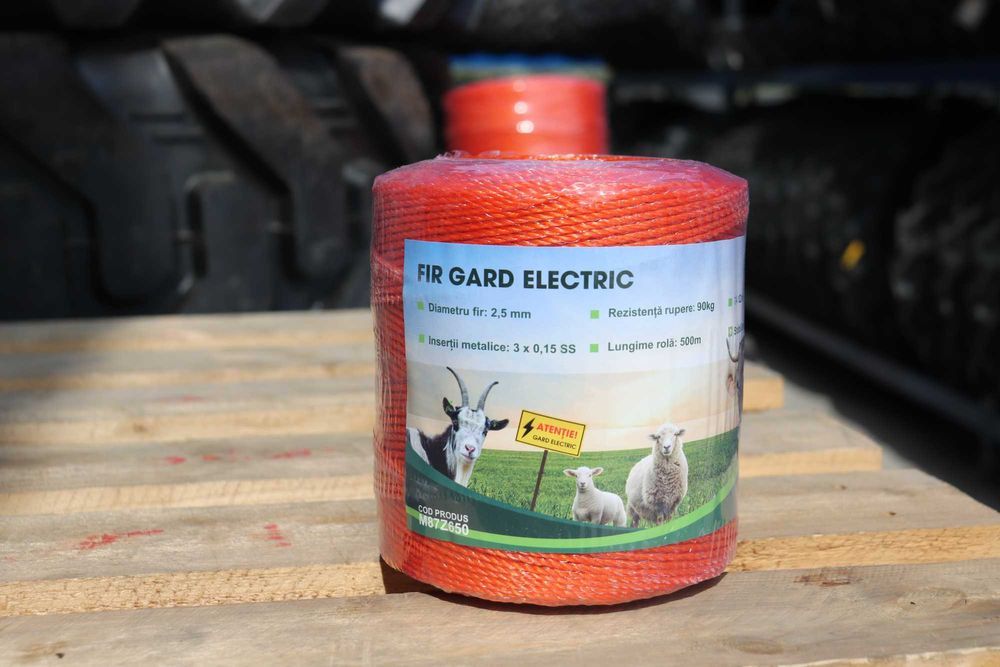 FIR GARD ELECTRIC
Diametru fir: 2,5 mm
Rezistență rupere: 90kg
Inserții metalice: 3 x 0,15 SS
Lungime rolă: 500m
ATENȚIE!
GARD ELECTRIC
COD PRODUS
M87Z650